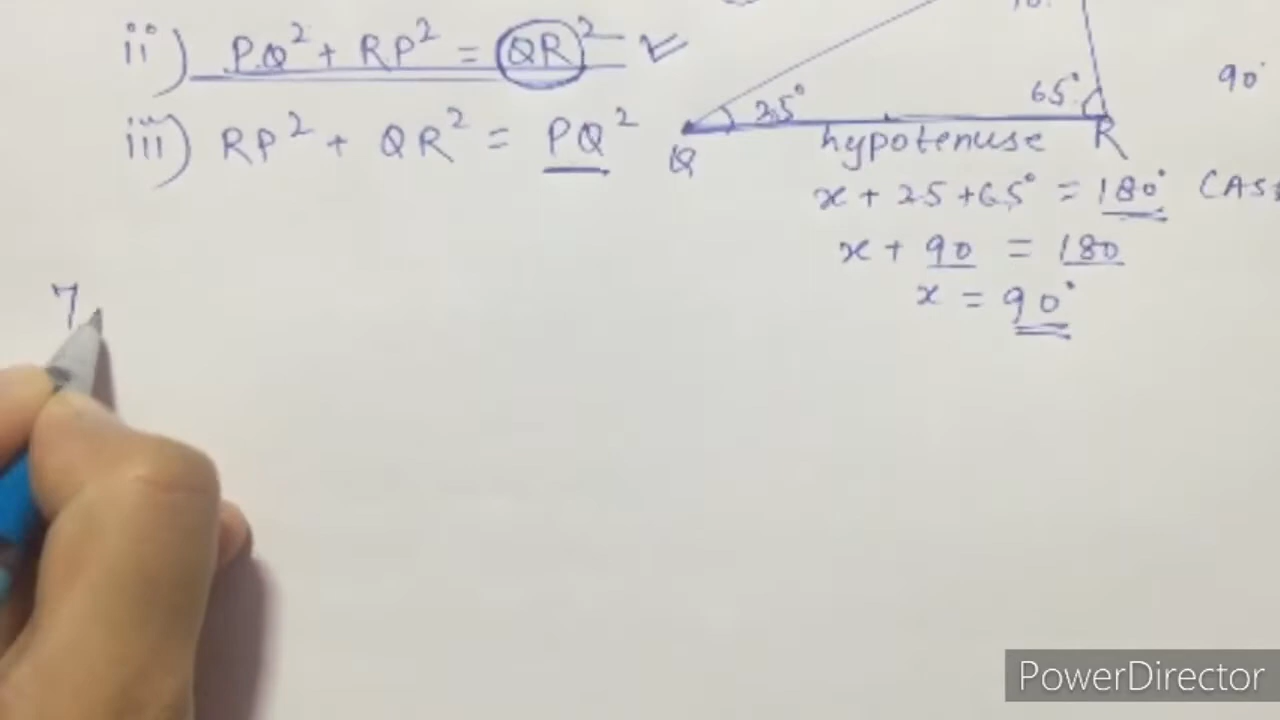 ii) PQ² + RP² = QR² ✓
iii) RP² + QR² = PQ²
25°
65°
90°
Q
hypotenuse
R
x + 25 + 65° = 180° (AS
x + 90 = 180
x = 90°
7
PowerDirector